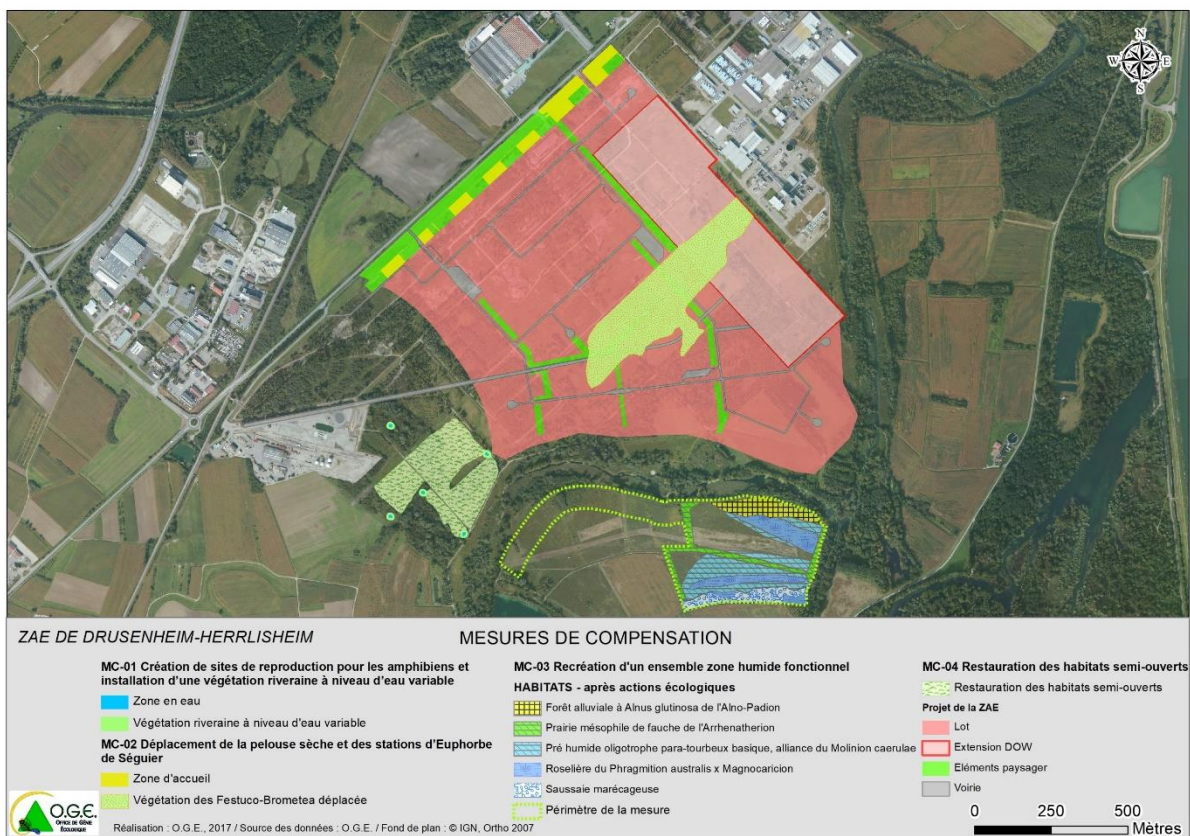 N
W E
S
ZAE DE DRUSENHEIM-HERRLISHEIM
MESURES DE COMPENSATION
MC-01 Création de sites de reproduction pour les amphibiens et
installation d'une végétation riveraine à niveau d'eau variable
Zone en eau
Végétation riveraine à niveau d'eau variable
MC-02 Déplacement de la pelouse sèche et des stations d'Euphorbe
de Séguier
Zone d'accueil
Végétation des Festuco-Brometea déplacée
MC-03 Recréation d'un ensemble zone humide fonctionnel
HABITATS - après actions écologiques
Forêt alluviale à Alnus glutinosa de l'Alno-Padion
Prairie mésophile de fauche de l'Arrhenatherion
Pré humide oligotrophe para-tourbeux basique, alliance du Molinion caerulae
Roselière du Phragmition australis x Magnocaricion
Saussaie marécageuse
Périmètre de la mesure
MC-04 Restauration des habitats semi-ouverts
Restauration des habitats semi-ouverts
Projet de la ZAE
Lot
Extension DOW
Eléments paysager
Voirie
0 250 500
Mètres
O.G.E.
OFFICE DE GÉNIE
ÉCOLOGIQUE
Réalisation : O.G.E., 2017 / Source des données : O.G.E. / Fond de plan : © IGN, Ortho 2007